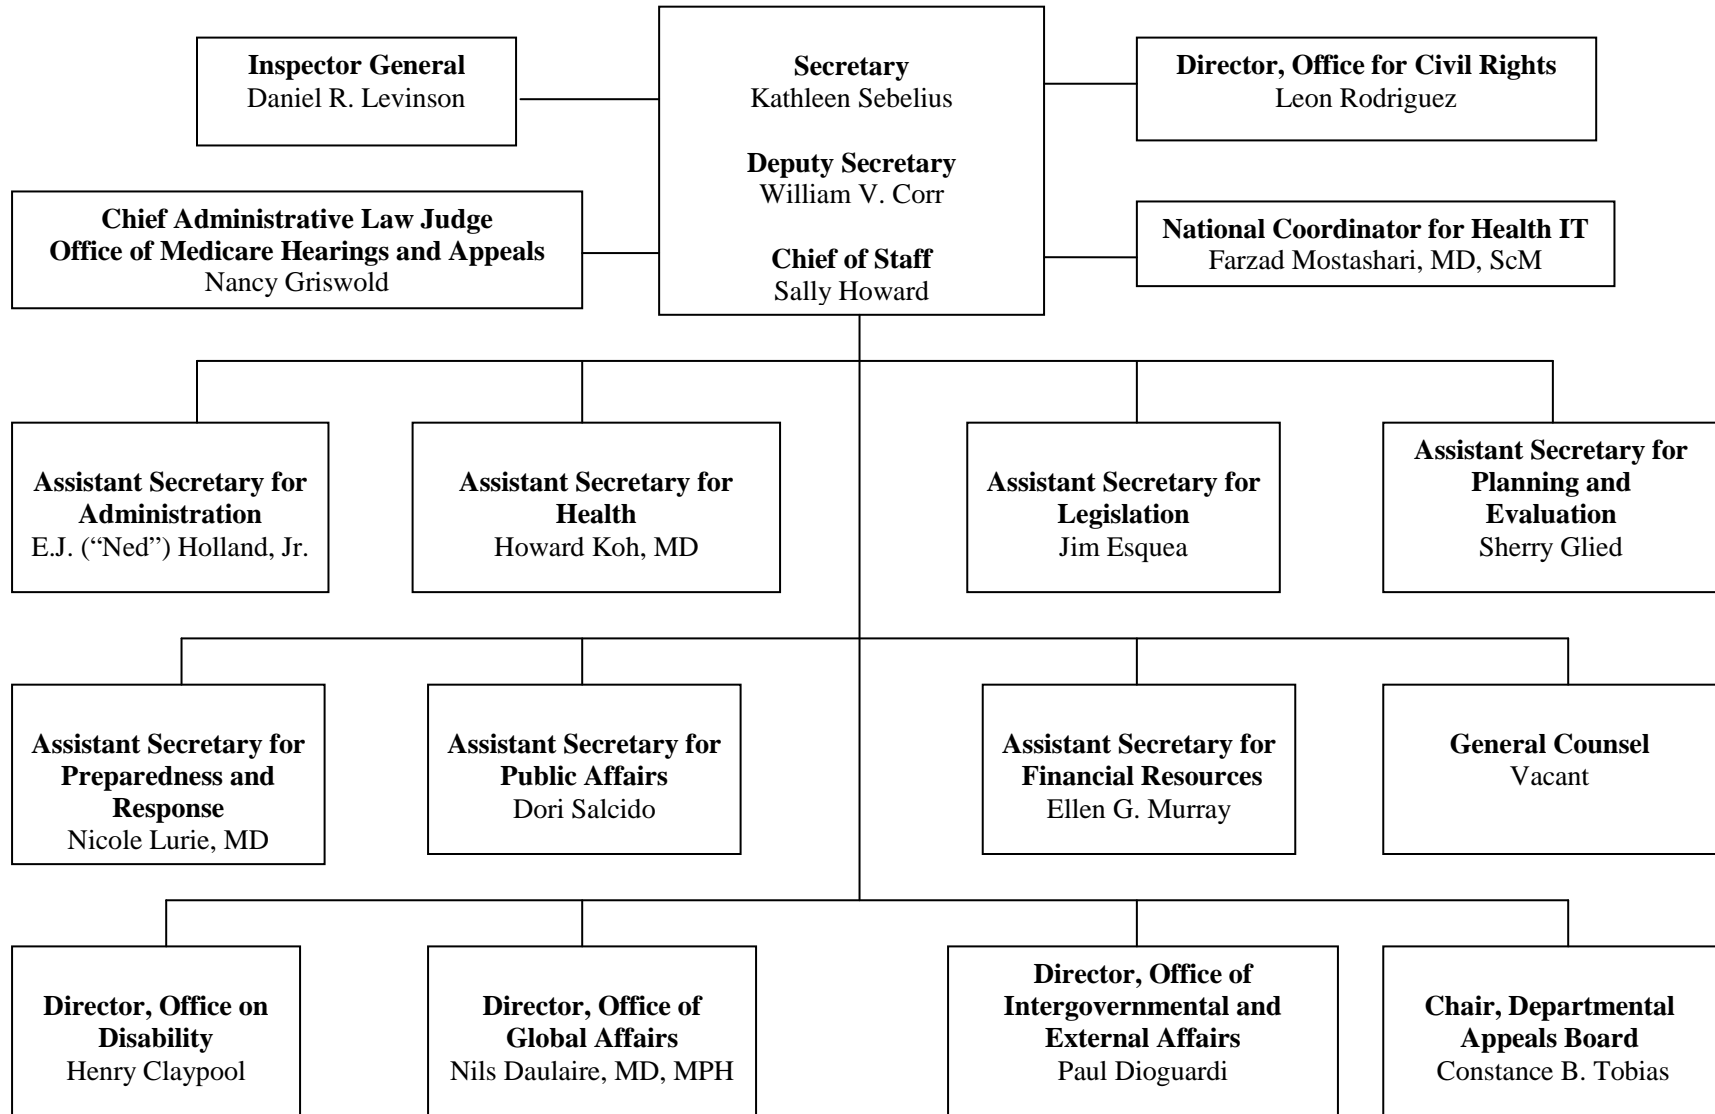 Inspector General
Daniel R. Levinson
Secretary
Kathleen Sebelius
Deputy Secretary
William V. Corr
Chief of Staff
Sally Howard
Director, Office for Civil Rights
Leon Rodriguez
Chief Administrative Law Judge
Office of Medicare Hearings and Appeals
Nancy Griswold
National Coordinator for Health IT
Farzad Mostashari, MD, ScM
Assistant Secretary for
Administration
E.J. (“Ned”) Holland, Jr.
Assistant Secretary for
Health
Howard Koh, MD
Assistant Secretary for
Legislation
Jim Esquea
Assistant Secretary for
Planning and
Evaluation
Sherry Glied
Assistant Secretary for
Preparedness and
Response
Nicole Lurie, MD
Assistant Secretary for
Public Affairs
Dori Salcido
Assistant Secretary for
Financial Resources
Ellen G. Murray
General Counsel
Vacant
Director, Office on
Disability
Henry Claypool
Director, Office of
Global Affairs
Nils Daulaire, MD, MPH
Director, Office of
Intergovernmental and
External Affairs
Paul Dioguardi
Chair, Departmental
Appeals Board
Constance B. Tobias